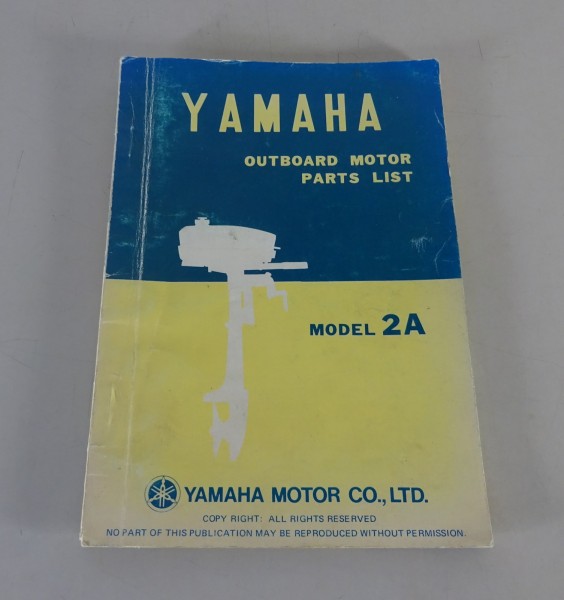 YAMAHA
OUTBOARD MOTOR
PARTS LIST
MODEL 2A
YAMAHA MOTOR CO., LTD.
COPY RIGHT: ALL RIGHTS RESERVED
NO PART OF THIS PUBLICATION MAY BE REPRODUCED WITHOUT PERMISSION.